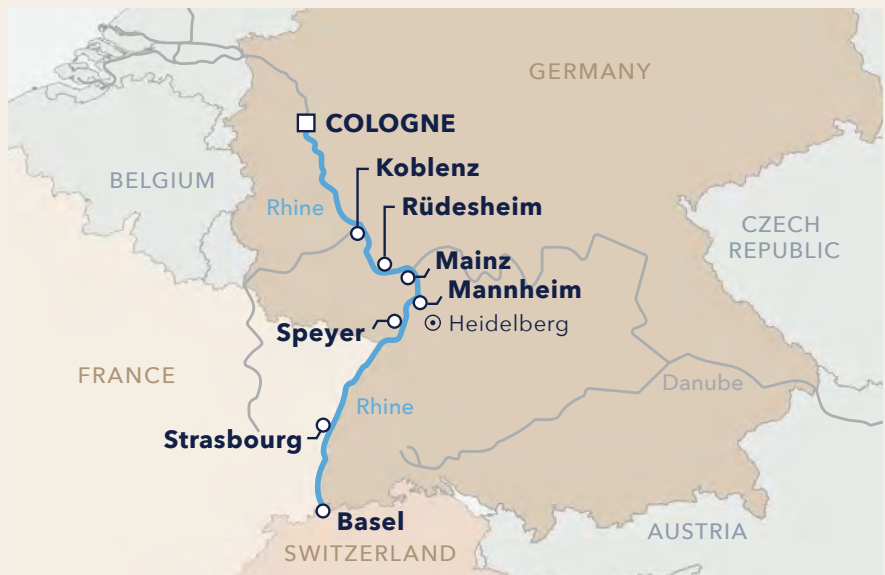 GERMANY
COLOGNE
Koblenz
BELGIUM
Rhine
Rüdesheim
CZECH
REPUBLIC
Mainz
Mannheim
Speyer
Heidelberg
FRANCE
Danube
Rhine
Strasbourg
Basel
AUSTRIA
SWITZERLAND